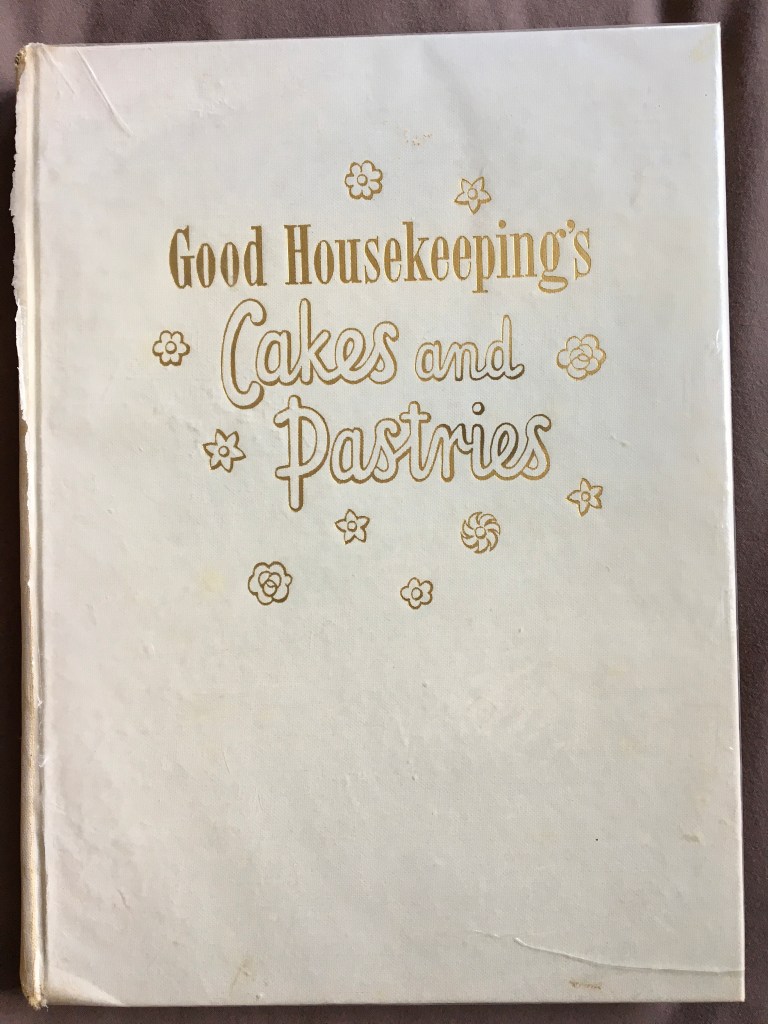 Good Housekeeping's
Cakes and
Pastries